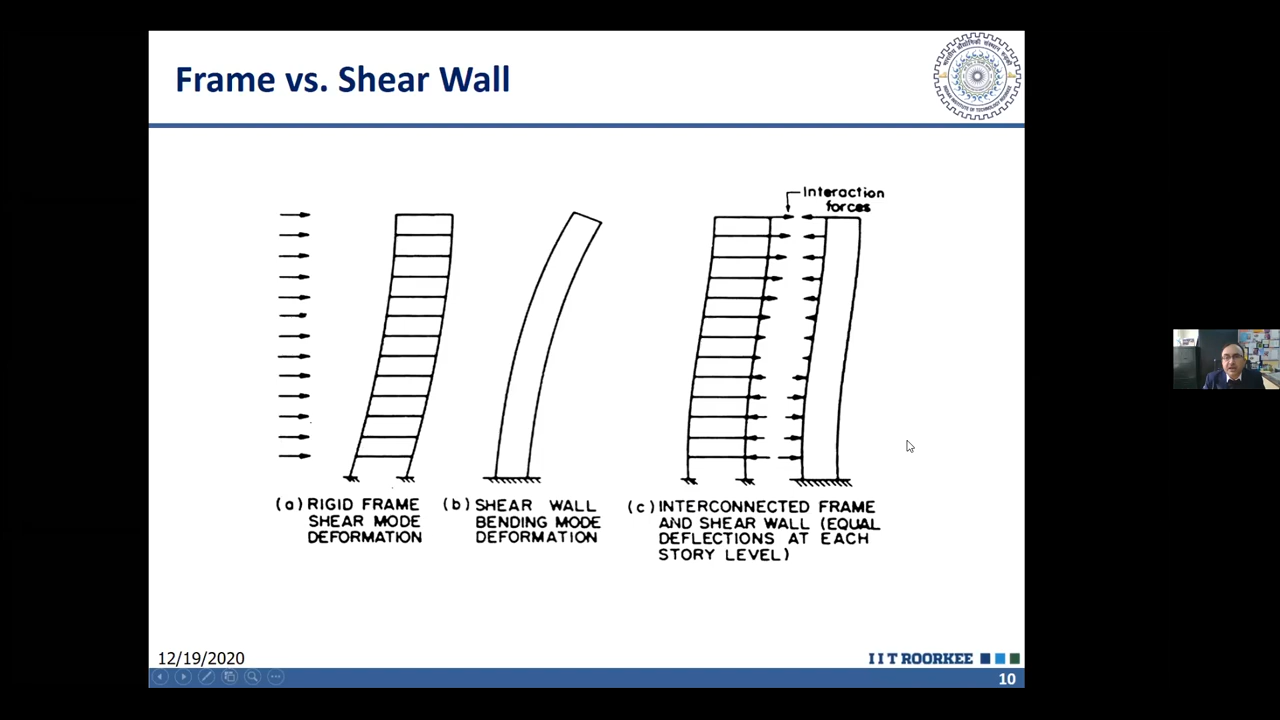 Frame vs. Shear Wall
Interaction
forces
(a) RIGID FRAME
SHEAR MODE
DEFORMATION
(b) SHEAR WALL
BENDING MODE
DEFORMATION
(c) INTERCONNECTED FRAME
AND SHEAR WALL (EQUAL
DEFLECTIONS AT EACH
STORY LEVEL)
12/19/2020
IIT ROORKEE
10